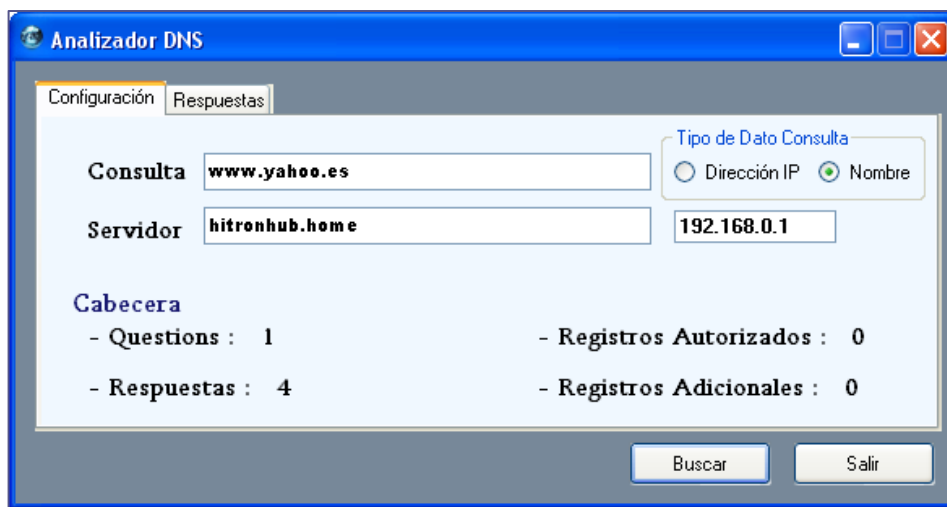 Analizador DNS
Configuración Respuestas
Tipo de Dato Consulta
Consulta www.yahoo.es Dirección IP Nombre
Servidor hitronhub.home 192.168.0.1
Cabecera
- Questions : 1 - Registros Autorizados : 0
- Respuestas : 4 - Registros Adicionales : 0
Buscar Salir